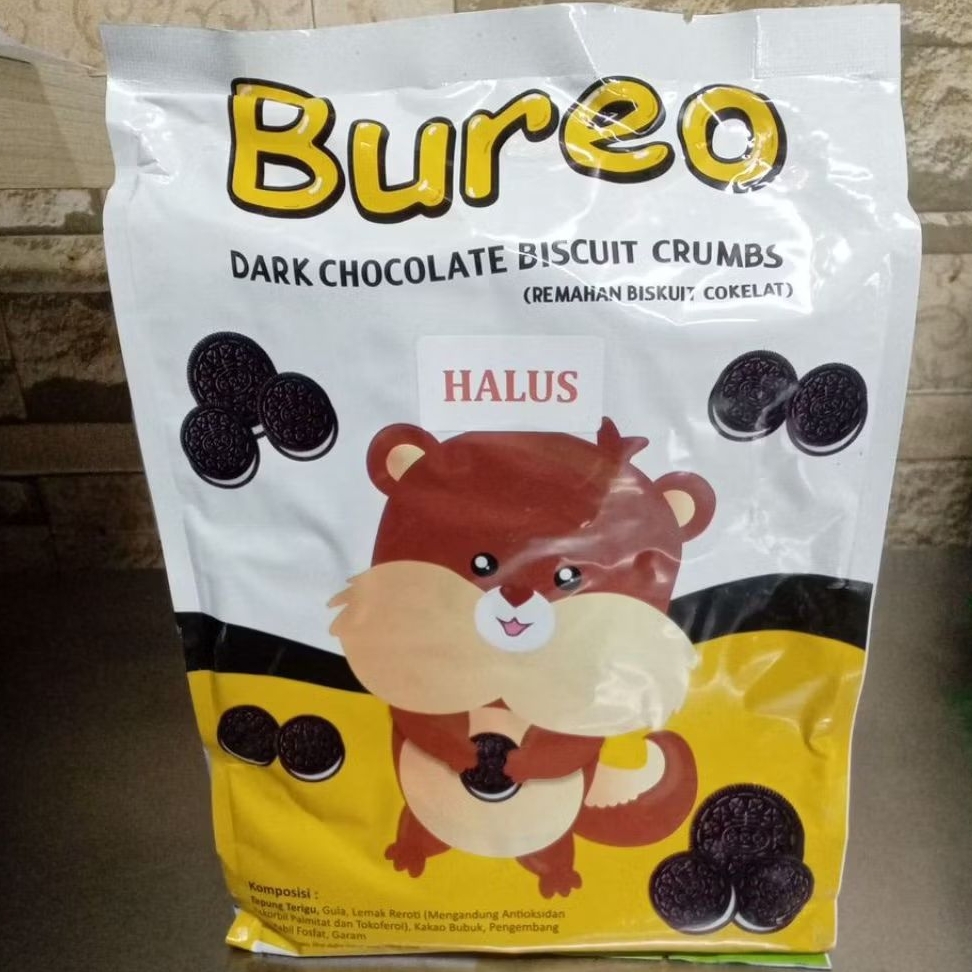 Bureo
DARK CHOCOLATE BISCUIT CRUMBS
(REMAHAN BISKUIT COKELAT)
HALUS
Komposisi :
Tepung Terigu, Gula, Lemak Reroti (Mengandung Antioksidan
Palmitat dan Tokoferol), Kakao Bubuk, Pengembang
Fosfat, Garam